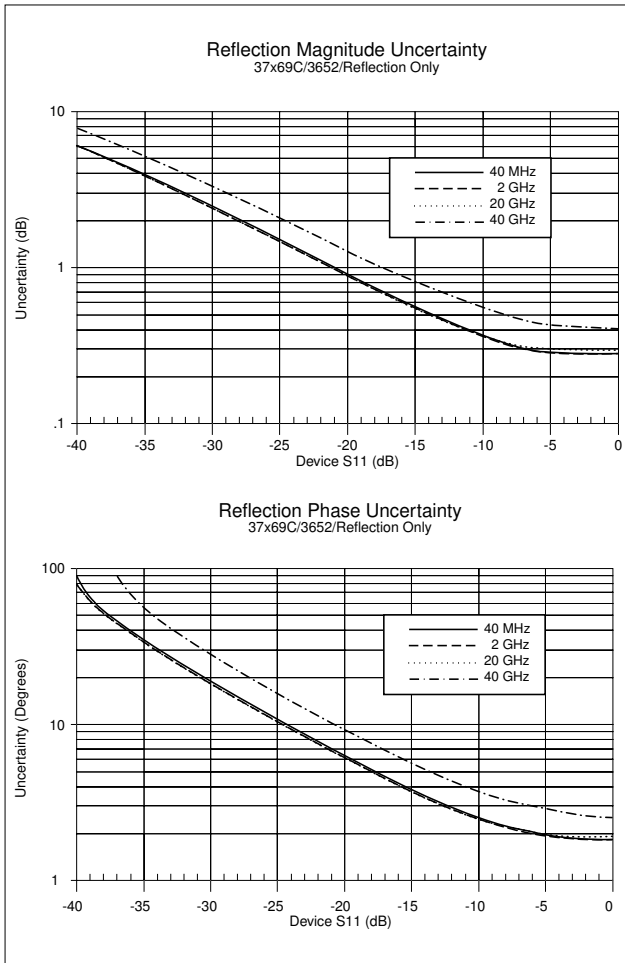 Reflection Magnitude Uncertainty
37x69C/3652/Reflection Only
10
1
.1
Uncertainty (dB)
40 MHz
2 GHz
20 GHz
40 GHz
-40 -35 -30 -25 -20 -15 -10 -5 0
Device S11 (dB)
Reflection Phase Uncertainty
37x69C/3652/Reflection Only
100
10
1
Uncertainty (Degrees)
40 MHz
2 GHz
20 GHz
40 GHz
-40 -35 -30 -25 -20 -15 -10 -5 0
Device S11 (dB)